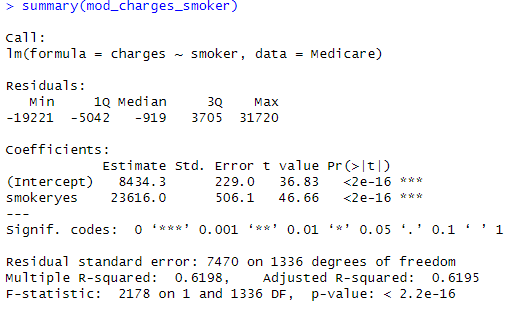 > summary(mod_charges_smoker)
Call:
lm(formula = charges ~ smoker, data = Medicare)
Residuals:
   Min     1Q Median     3Q    Max
-19221  -5042   -919   3705  31720
Coefficients:
            Estimate Std. Error t value Pr(>|t|)
(Intercept)   8434.3      229.0   36.83   <2e-16 ***
smokeryes    23616.0      506.1   46.66   <2e-16 ***
---
Signif. codes:  0 ‘***’ 0.001 ‘**’ 0.01 ‘*’ 0.05 ‘.’ 0.1 ‘ ’ 1
Residual standard error: 7470 on 1336 degrees of freedom
Multiple R-squared:  0.6198,    Adjusted R-squared:  0.6195
F-statistic:  2178 on 1 and 1336 DF,  p-value: < 2.2e-16